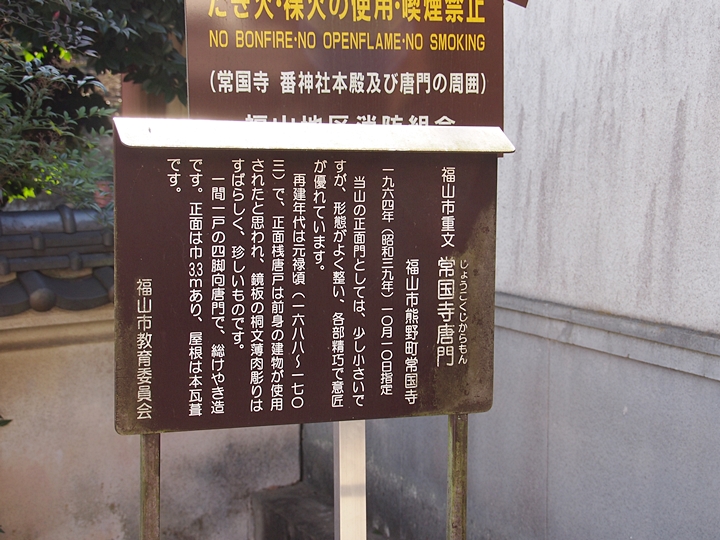 たき火・裸火の使用・喫煙禁止
NO BONFIRE・NO OPENFLAME・NO SMOKING
(常国寺 番神社本殿及び唐門の周囲)
福山地区消防組合
福山市重文 常国寺唐門
じょうこくじからもん
福山市熊野町常国寺
一九六四年(昭和三九年)一〇月一〇日指定
当山の正面門としては、少し小さいで
すが、形態がよく整い、各部精巧で意匠
が優れています。
再建年代は元禄頃(一六八八〜一七〇
三)で、正面桟唐戸は前身の建物が使用
されたと思われ、鏡板の桐文薄肉彫りは
すばらしく、珍しいものです。
一間一戸の四脚向唐門で、総けやき造
です。正面は巾3.3mあり、屋根は本瓦葺
です。
福山市教育委員会